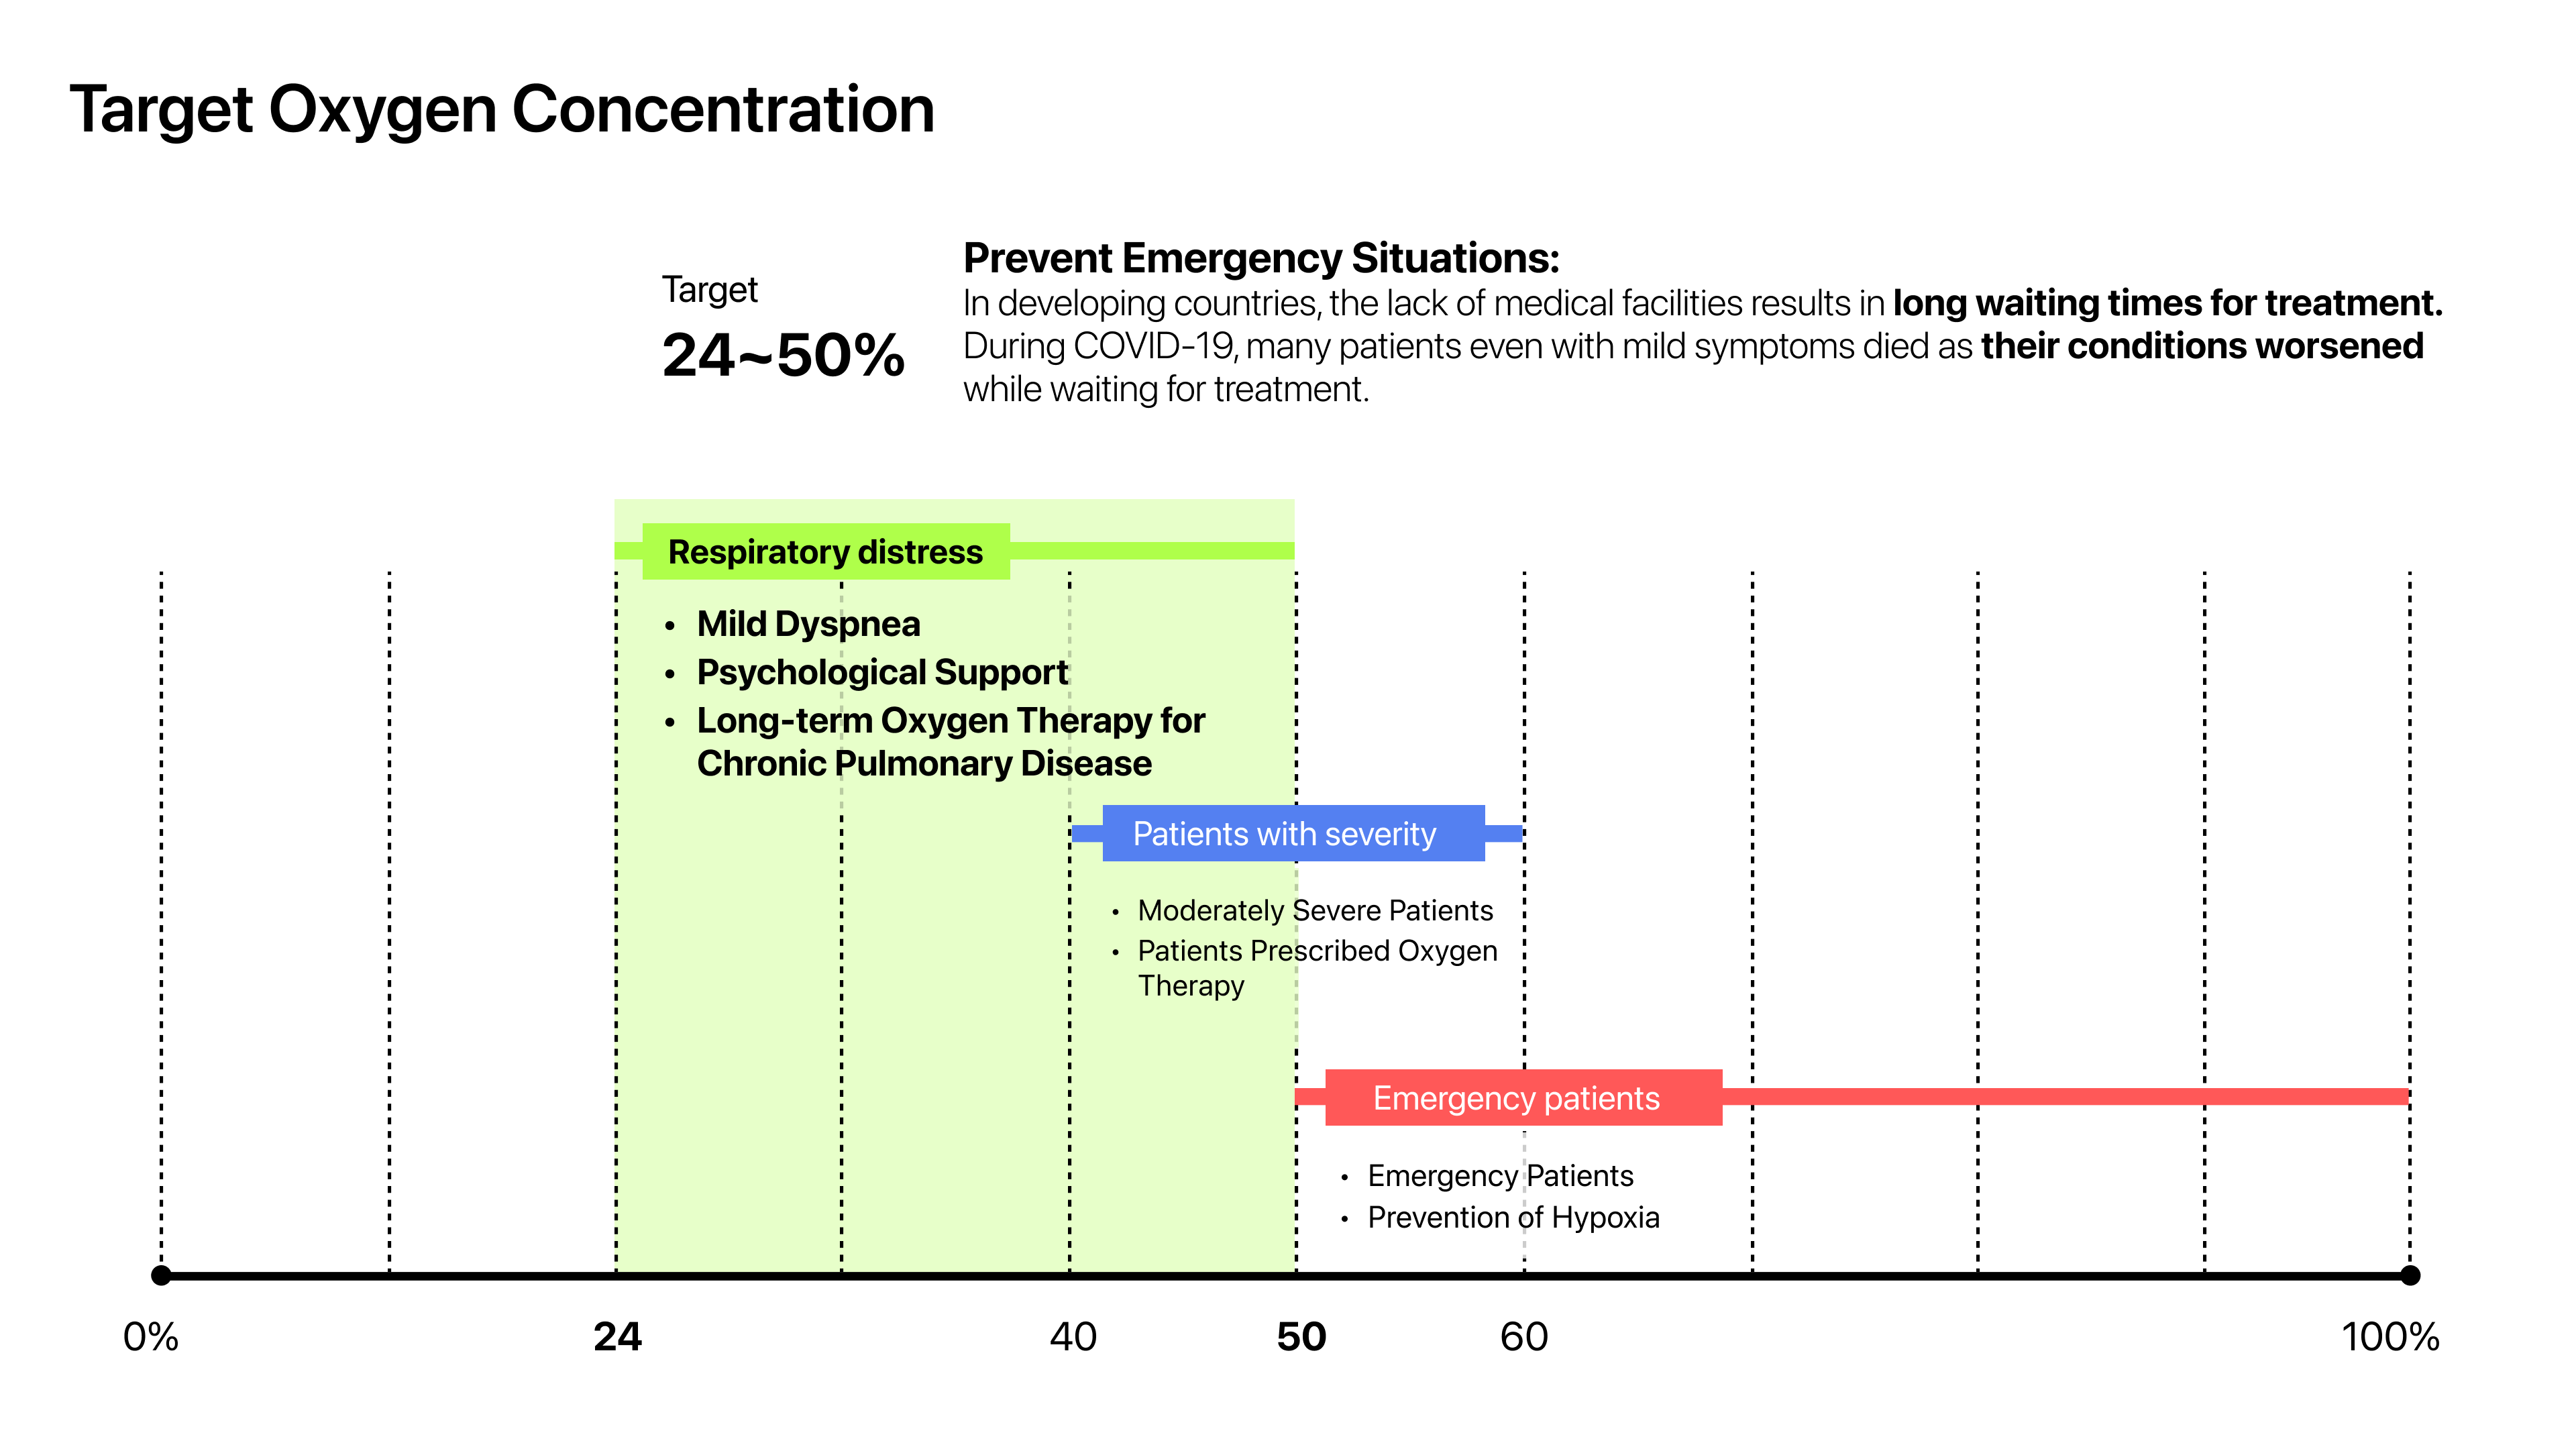 Target Oxygen Concentration
Target
24~50%
Prevent Emergency Situations:
In developing countries, the lack of medical facilities results in long waiting times for treatment.
During COVID-19, many patients even with mild symptoms died as their conditions worsened
while waiting for treatment.
Respiratory distress
• Mild Dyspnea
• Psychological Support
• Long-term Oxygen Therapy for
Chronic Pulmonary Disease
Patients with severity
• Moderately Severe Patients
• Patients Prescribed Oxygen
Therapy
Emergency patients
• Emergency Patients
• Prevention of Hypoxia
0% 24 40 50 60 100%